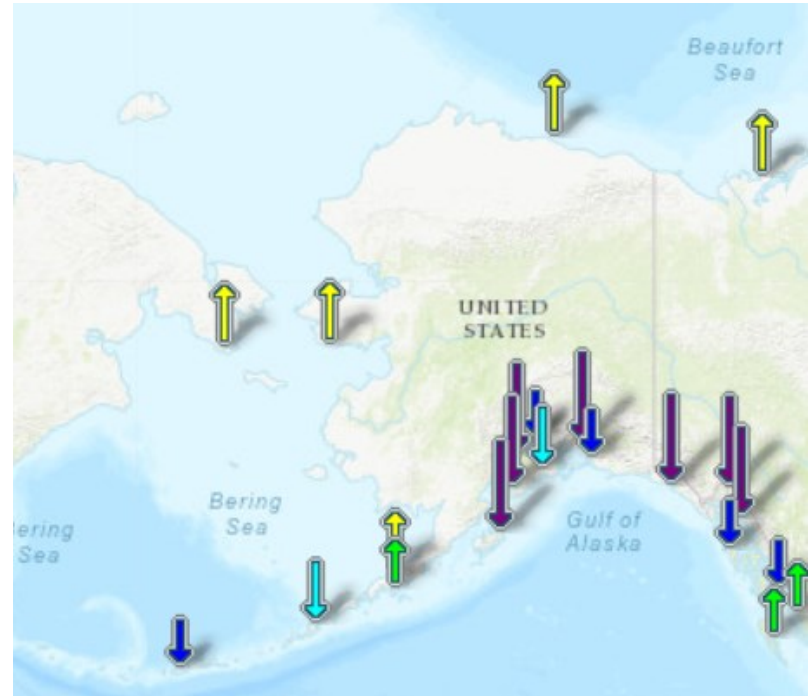 Beaufort
Sea
UNITED
STATES
Bering
Sea
ering
Sea
Gulf of
Alaska